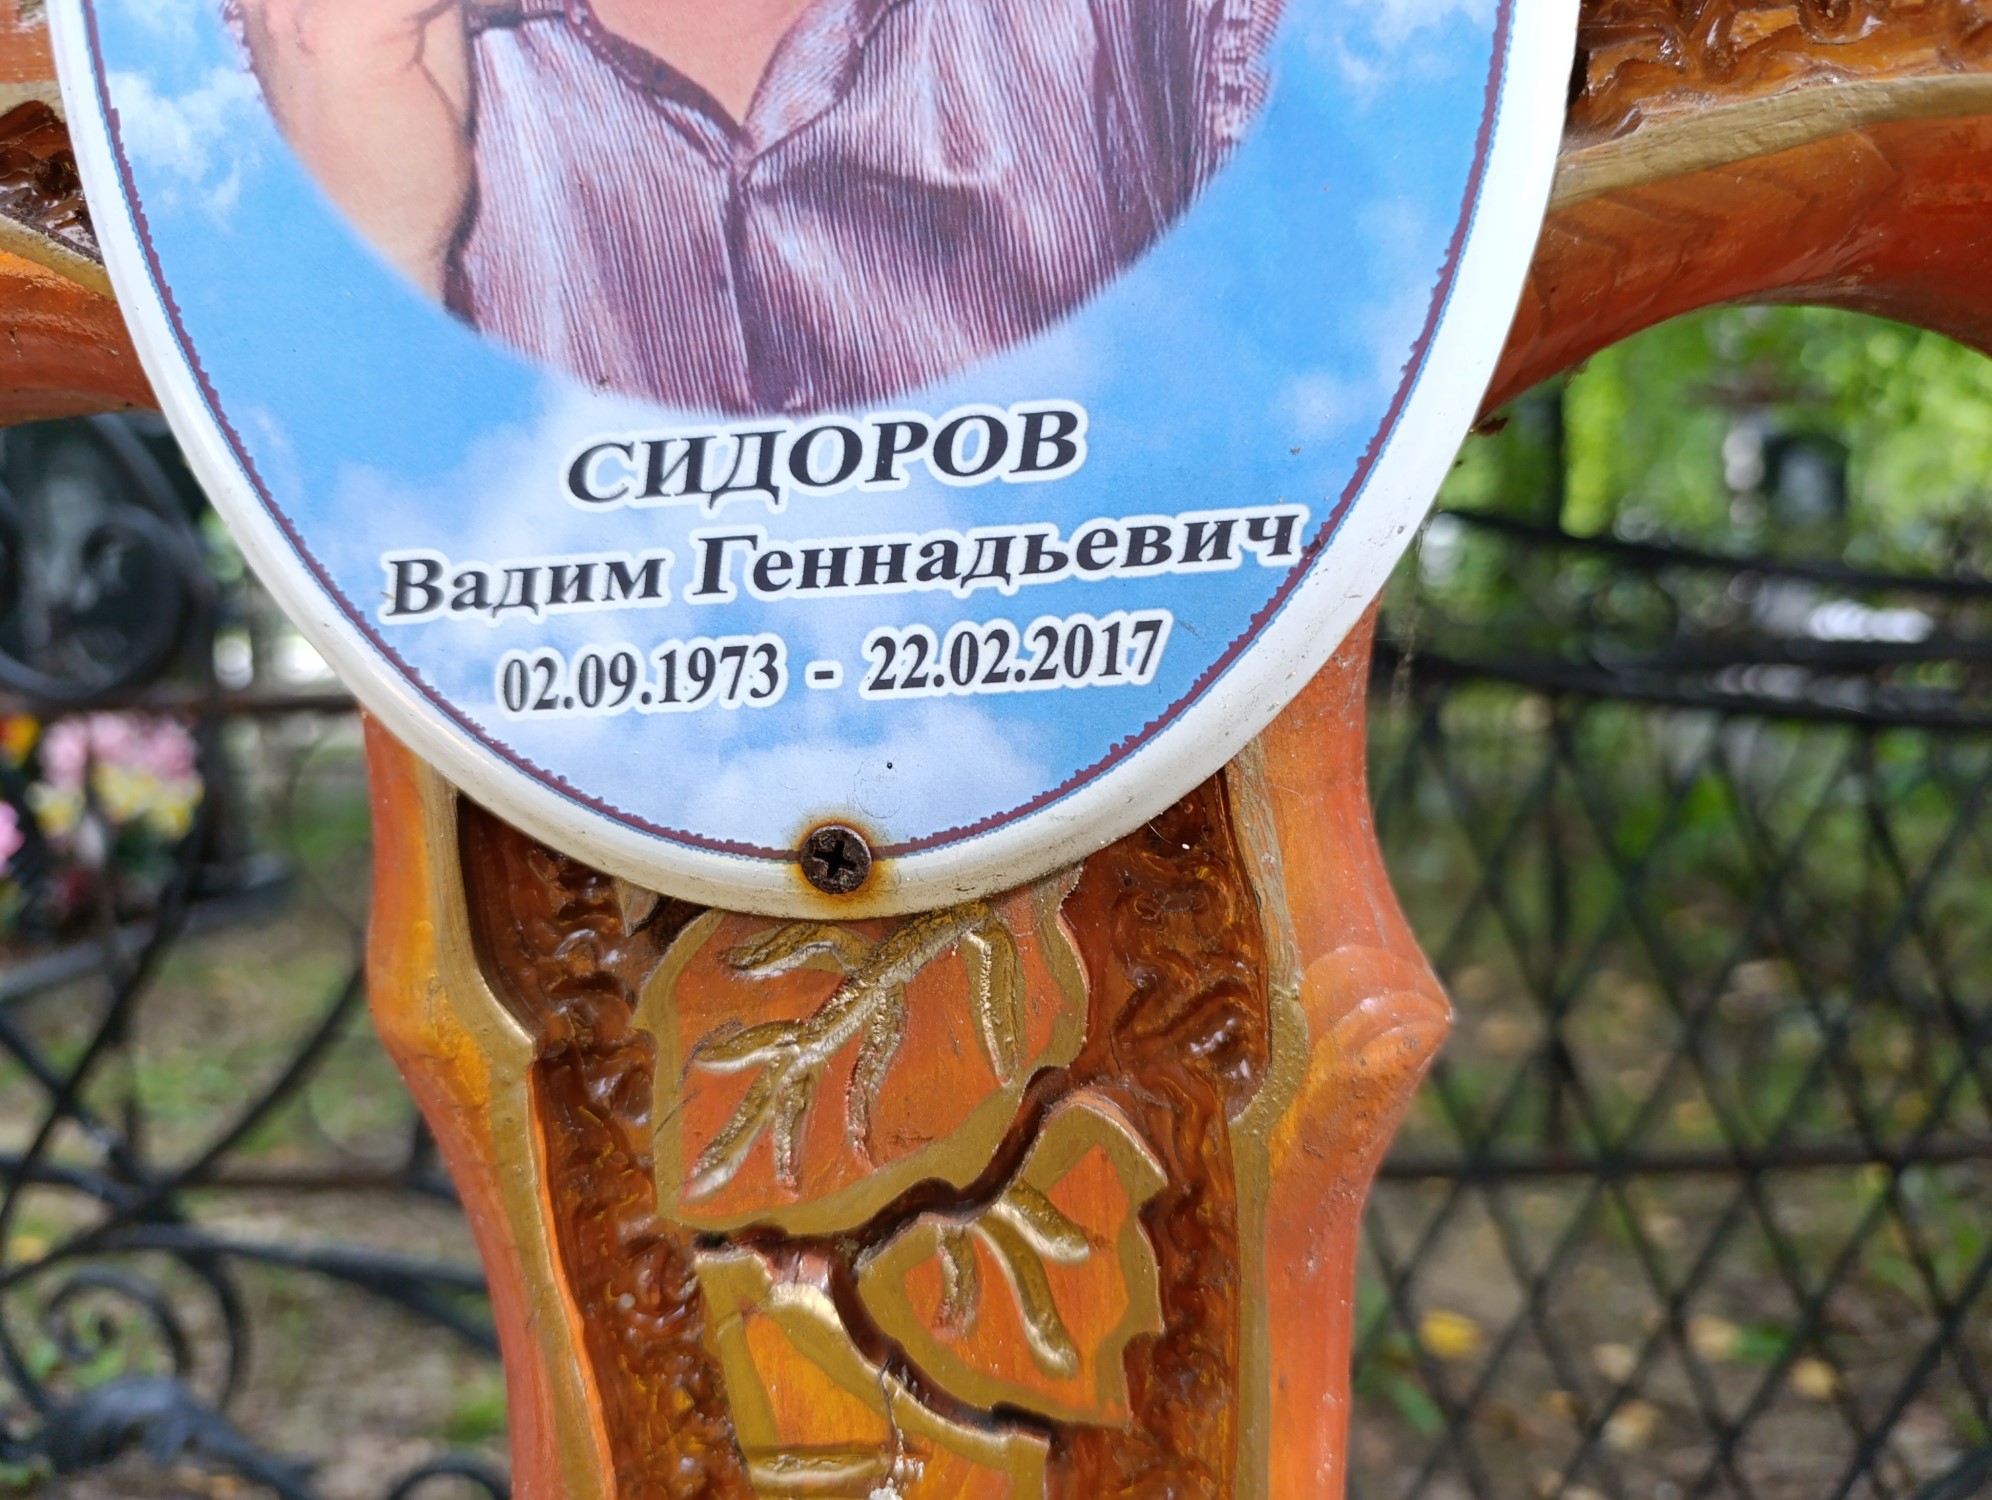 СИДОРОВ
Вадим Геннадьевич
02.09.1973 - 22.02.2017